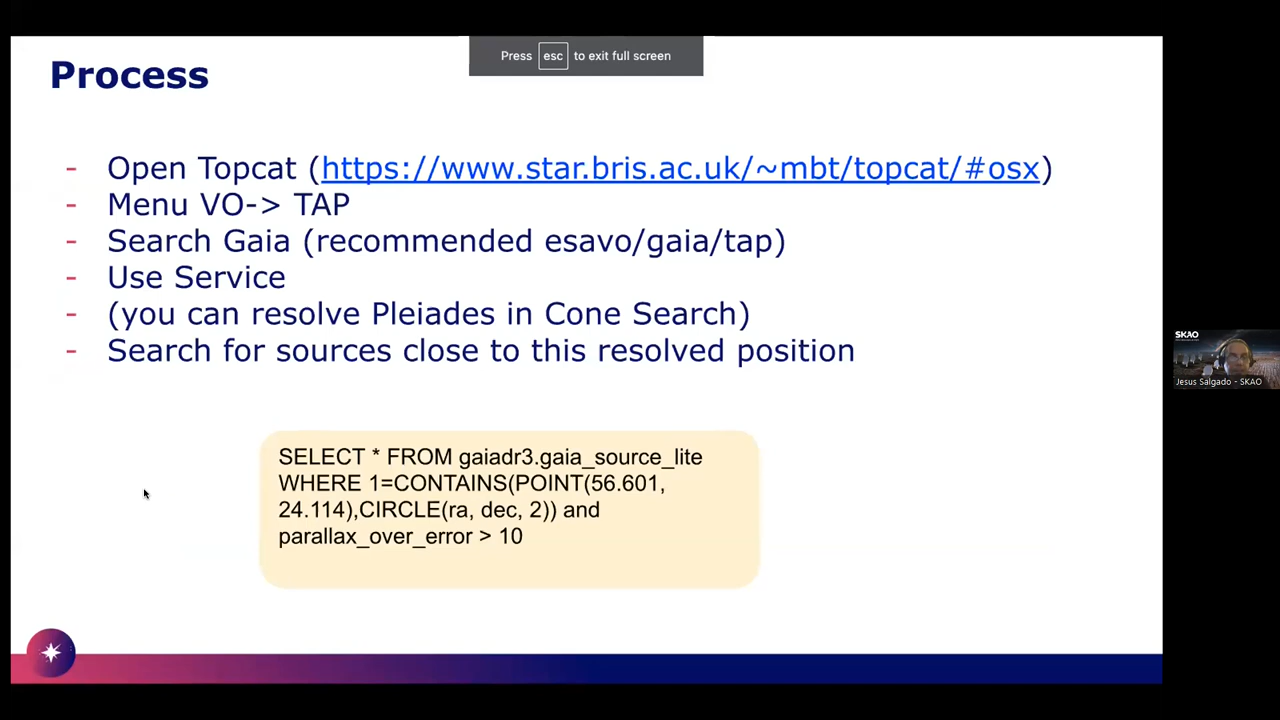 Press esc to exit full screen
Process
- Open Topcat (https://www.star.bris.ac.uk/~mbt/topcat/#osx)
- Menu VO-> TAP
- Search Gaia (recommended esavo/gaia/tap)
- Use Service
- (you can resolve Pleiades in Cone Search)
- Search for sources close to this resolved position
SELECT * FROM gaiadr3.gaia_source_lite
WHERE 1=CONTAINS(POINT(56.601,
24.114),CIRCLE(ra, dec, 2)) and
parallax_over_error > 10
SKAO
Jesus Salgado - SKAO